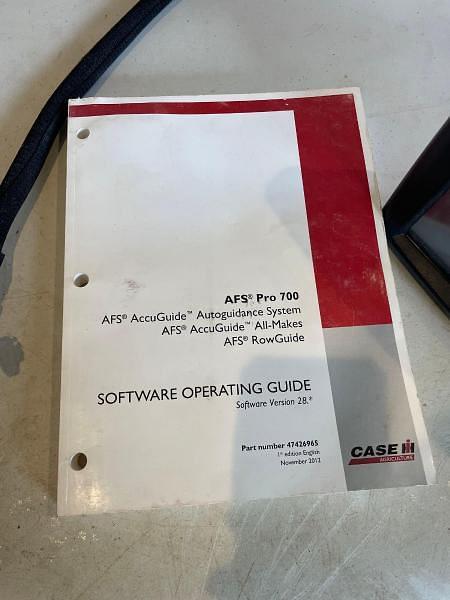 AFS® Pro 700
AFS® AccuGuide™ Autoguidance System
AFS® AccuGuide™ All-Makes
AFS® RowGuide
SOFTWARE OPERATING GUIDE
Software Version 28.*
Part number 47426965
1st edition English
November 2012
CASE IH
AGRICULTURE